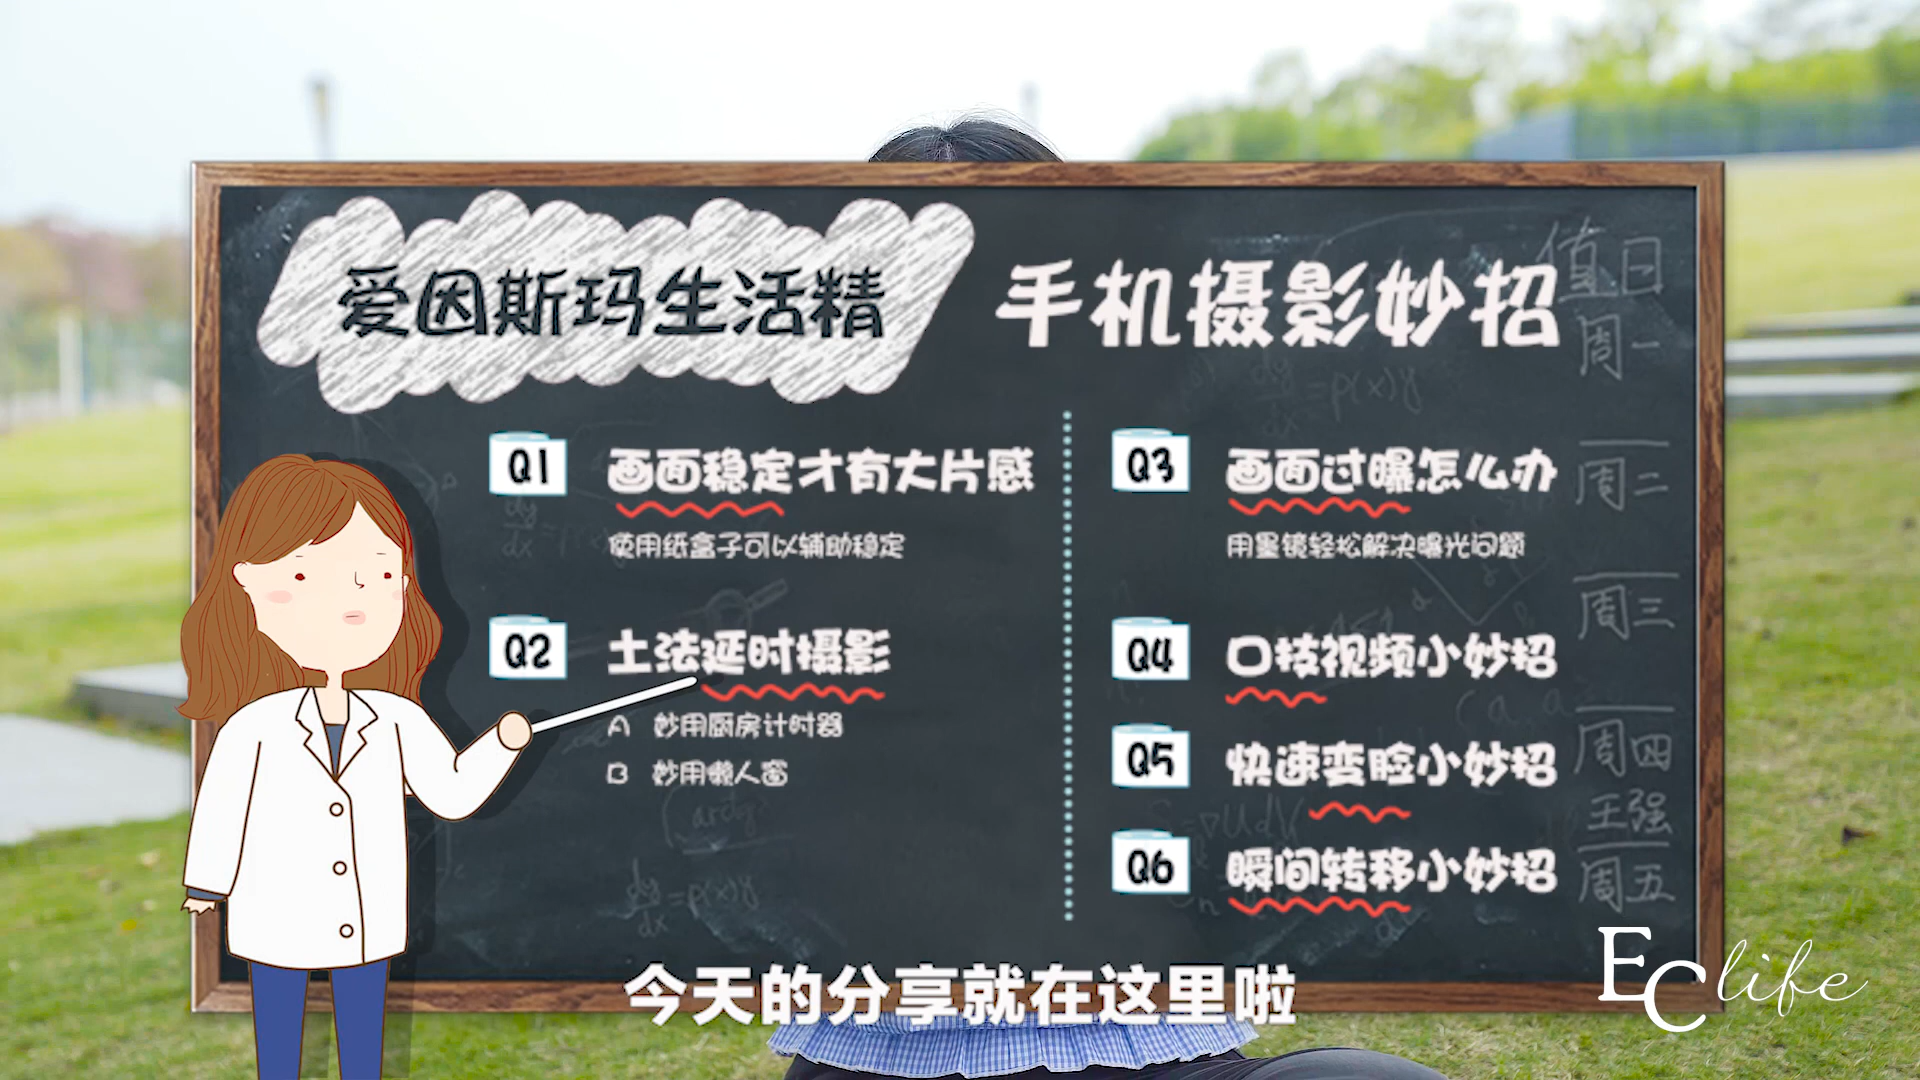 爱因斯玛生活精
手机摄影妙招
Q1 画面稳定才有大片感
使用纸盒子可以辅助稳定
Q2 土法延时摄影
A 妙用厨房计时器
B 妙用懒人窗
Q3 画面过曝怎么办
用墨镜轻松解决曝光问题
Q4 口技视频小妙招
Q5 快速变脸小妙招
Q6 瞬间转移小妙招
值日
周一
周二
周三
周四
王强
周五
今天的分享就在这里啦
EClife